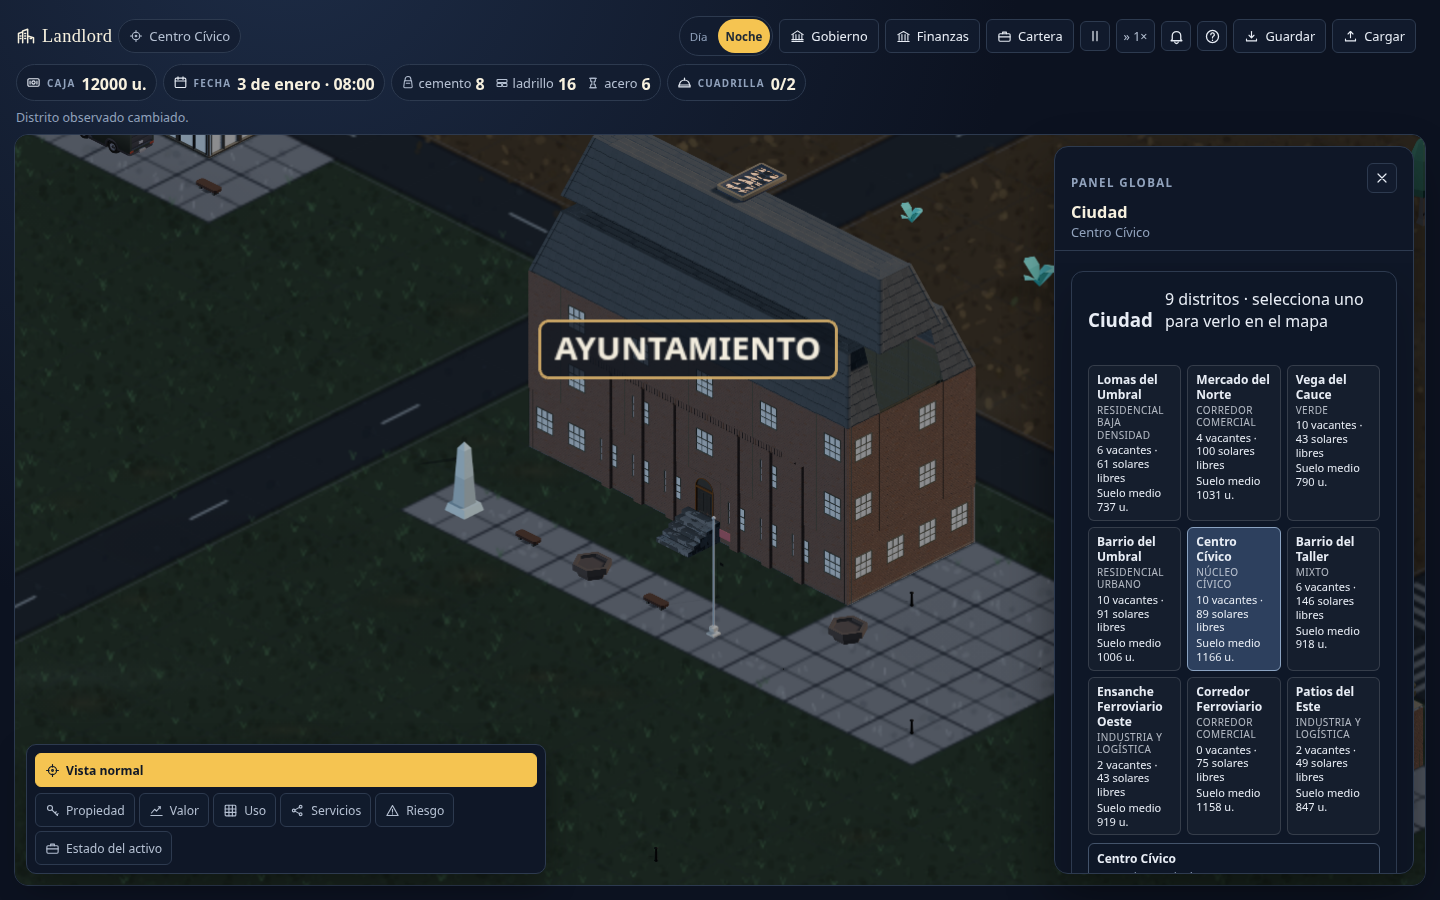 Landlord
Centro Cívico
Día
Noche
Gobierno
Finanzas
Cartera
» 1×
Guardar
Cargar
CAJA 12000 u.
FECHA 3 de enero · 08:00
cemento 8 ladrillo 16 acero 6
CUADRILLA 0/2
Distrito observado cambiado.
AYUNTAMIENTO
PANEL GLOBAL
Ciudad
Centro Cívico
Ciudad
9 distritos · selecciona uno
para verlo en el mapa
Lomas del
Umbral
RESIDENCIAL
BAJA
DENSIDAD
6 vacantes ·
61 solares
libres
Suelo medio
737 u.
Mercado del
Norte
CORREDOR
COMERCIAL
4 vacantes ·
100 solares
libres
Suelo medio
1031 u.
Vega del
Cauce
VERDE
10 vacantes ·
43 solares
libres
Suelo medio
790 u.
Barrio del
Umbral
RESIDENCIAL
URBANO
10 vacantes ·
91 solares
libres
Suelo medio
1006 u.
Centro
Cívico
NÚCLEO
CÍVICO
10 vacantes ·
89 solares
libres
Suelo medio
1166 u.
Barrio del
Taller
MIXTO
6 vacantes ·
146 solares
libres
Suelo medio
918 u.
Ensanche
Ferroviario
Oeste
INDUSTRIA Y
LOGÍSTICA
2 vacantes ·
43 solares
libres
Suelo medio
919 u.
Corredor
Ferroviario
CORREDOR
COMERCIAL
0 vacantes ·
75 solares
libres
Suelo medio
1158 u.
Patios del
Este
INDUSTRIA Y
LOGÍSTICA
2 vacantes ·
49 solares
libres
Suelo medio
847 u.
Centro Cívico
Vista normal
Propiedad
Valor
Uso
Servicios
Riesgo
Estado del activo